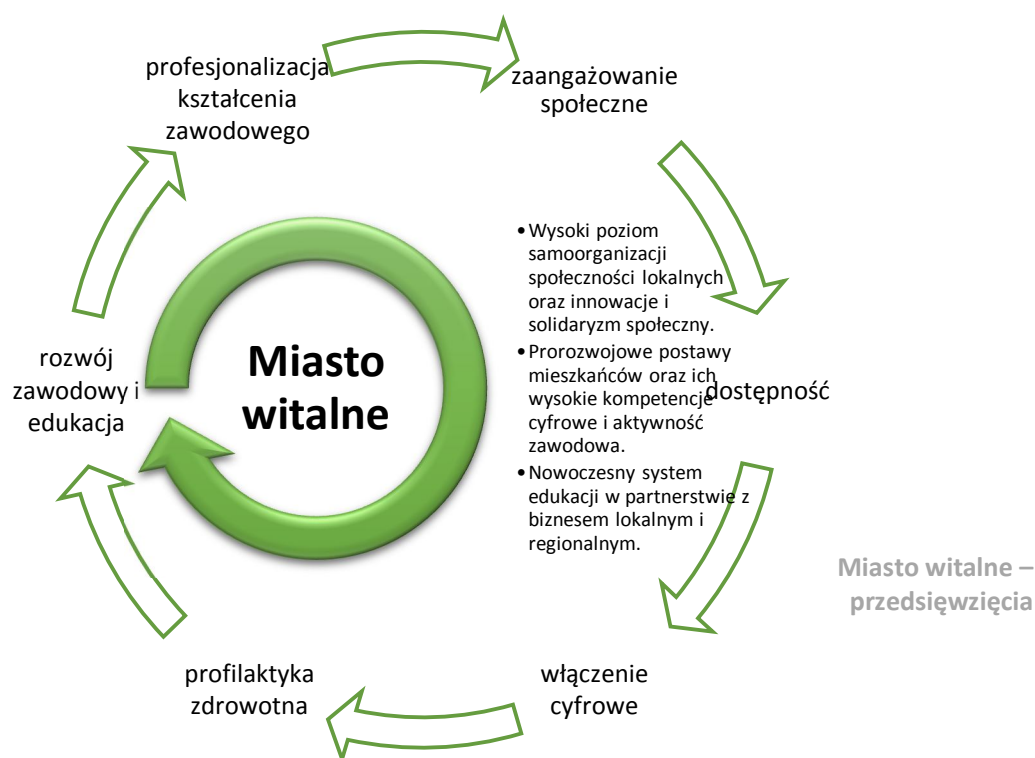 profesjonalizacja
kształcenia
zawodowego
zaangażowanie
społeczne
•Wysoki poziom
samoorganizacji
społeczności lokalnych
oraz innowacje i
solidaryzm społeczny.
•Prorozwojowe postawy
mieszkańców oraz ich
wysokie kompetencje
cyfrowe i aktywność
zawodowa.
•Nowoczesny system
edukacji w partnerstwie z
biznesem lokalnym i
regionalnym.
dostępność
Miasto
witalne
rozwój
zawodowy i
edukacja
Miasto witalne –
przedsięwzięcia
włączenie
cyfrowe
profilaktyka
zdrowotna